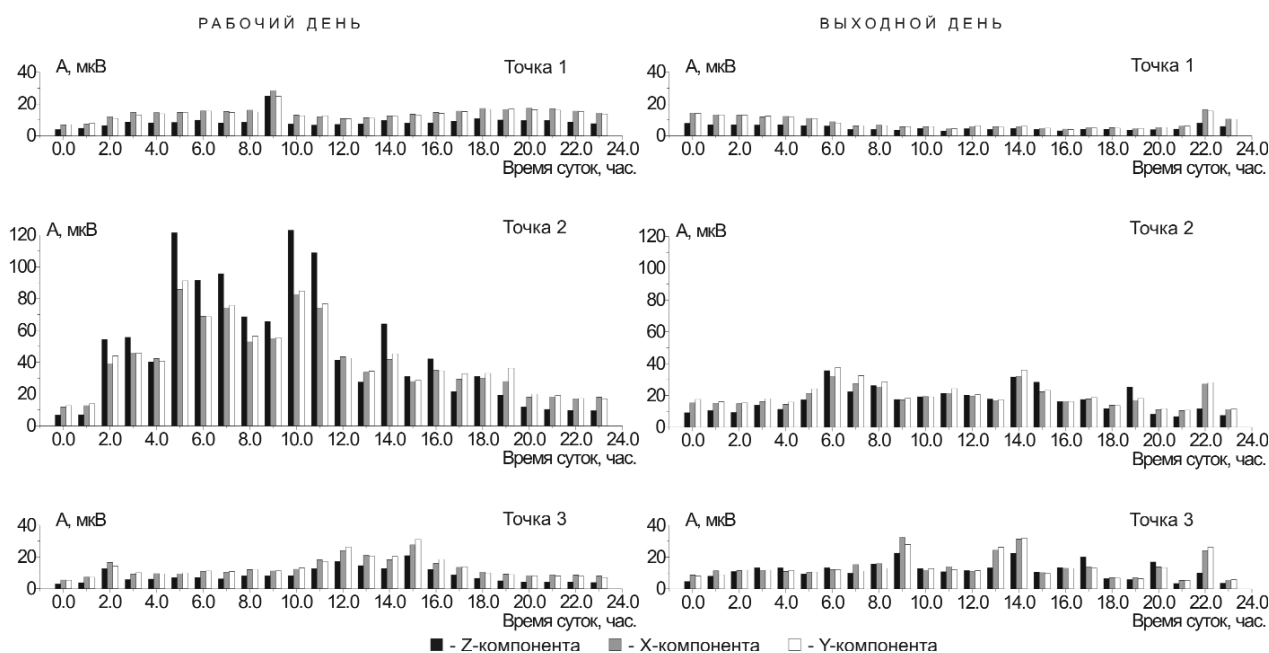 РАБОЧИЙ ДЕНЬ
ВЫХОДНОЙ ДЕНЬ
А, мкВ
Точка 1
40
20
0
0.0 2.0 4.0 6.0 8.0 10.0 12.0 14.0 16.0 18.0 20.0 22.0 24.0
Время суток, час.
А, мкВ
Точка 1
40
20
0
0.0 2.0 4.0 6.0 8.0 10.0 12.0 14.0 16.0 18.0 20.0 22.0 24.0
Время суток, час.
А, мкВ
Точка 2
120
100
80
60
40
20
0
0.0 2.0 4.0 6.0 8.0 10.0 12.0 14.0 16.0 18.0 20.0 22.0 24.0
Время суток, час.
А, мкВ
Точка 2
120
100
80
60
40
20
0
0.0 2.0 4.0 6.0 8.0 10.0 12.0 14.0 16.0 18.0 20.0 22.0 24.0
Время суток, час.
А, мкВ
Точка 3
40
20
0
0.0 2.0 4.0 6.0 8.0 10.0 12.0 14.0 16.0 18.0 20.0 22.0 24.0
Время суток, час.
А, мкВ
Точка 3
40
20
0
0.0 2.0 4.0 6.0 8.0 10.0 12.0 14.0 16.0 18.0 20.0 22.0 24.0
Время суток, час.
- Z-компонента - X-компонента - Y-компонента